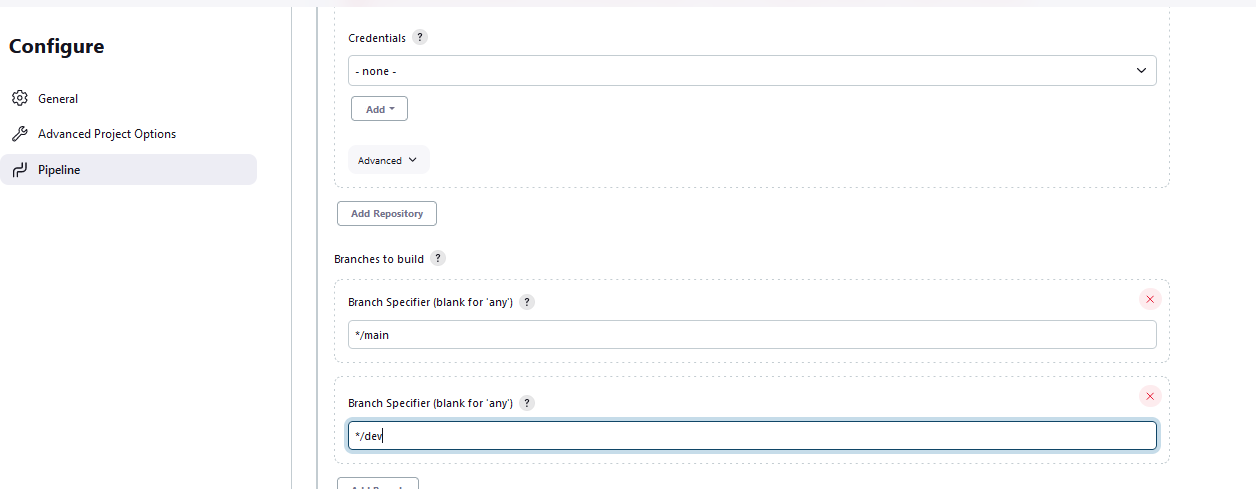 Configure
General
Advanced Project Options
Pipeline
Credentials ?
- none -
Add
Advanced
Add Repository
Branches to build ?
Branch Specifier (blank for 'any') ?
*/main
Branch Specifier (blank for 'any') ?
*/dev